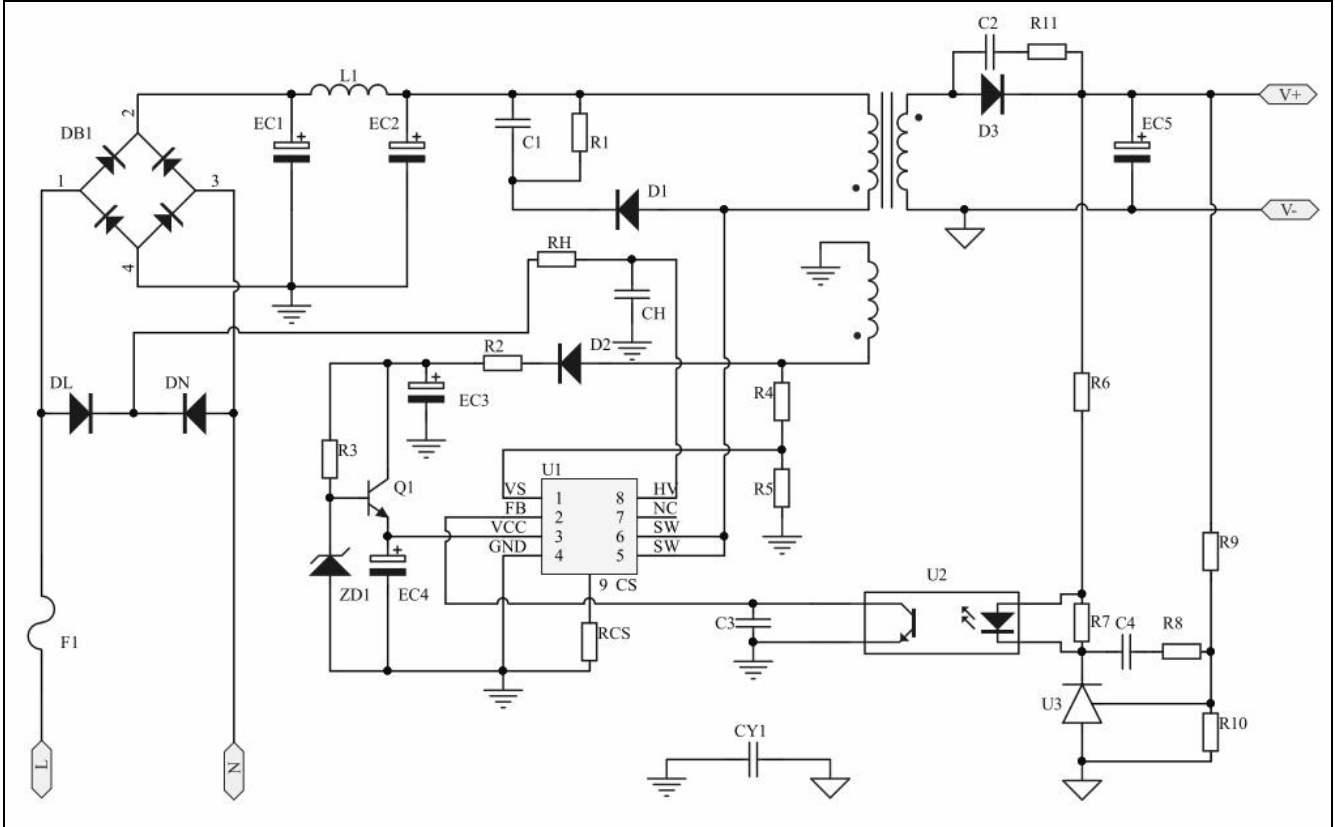 C2 R11
L1
V+
2
DB1
EC1
EC2
C1
R1
D3
EC5
1
3
D1
V-
RH
4
CH
R2
D2
DL
DN
EC3
R4
R6
R3
U1
Q1
VS 1 8 HV
R5
FB 2 7 NC
VCC 3 6 SW
GND 4 5 SW
R9
9 CS
U2
ZD1
EC4
RCS
C3
R7
C4
R8
F1
U3
R10
CY1
L
N